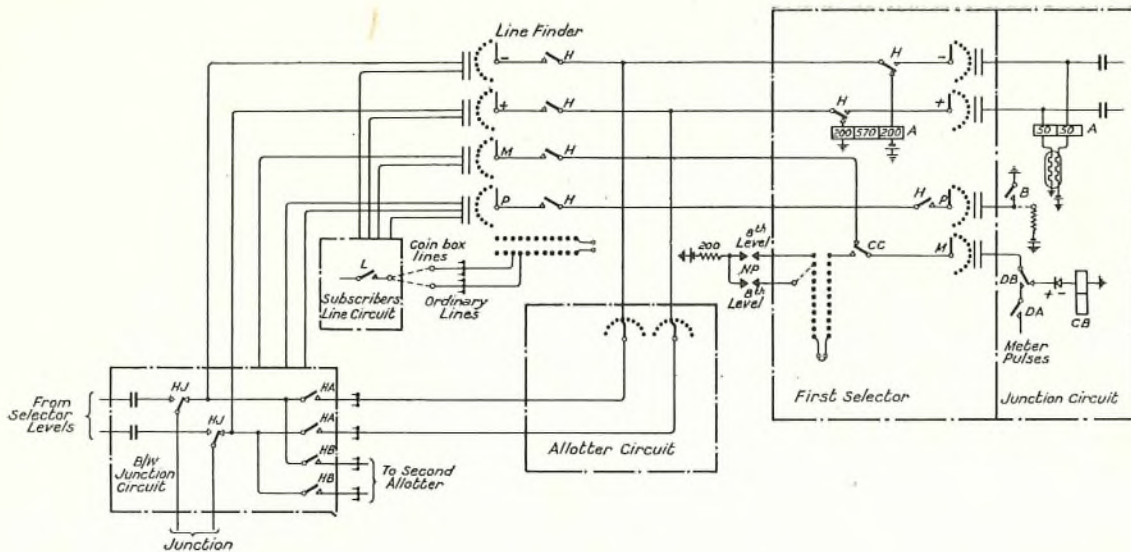 Line Finder
- H
H -
+ H
H +
200 570 200 A
50 50 A
M H
P H
H P
B
L
Coin box
lines
Ordinary
Lines
Subscribers
Line Circuit
200
8th
Level
NP
8th
Level
CC
M
DB
DA
+ -
CB
Meter
Pulses
First Selector
Junction Circuit
Allotter Circuit
From
Selector
Levels
HJ
HJ
HA
HA
HB
HB
B/W
Junction
Circuit
To Second
Allotter
Junction